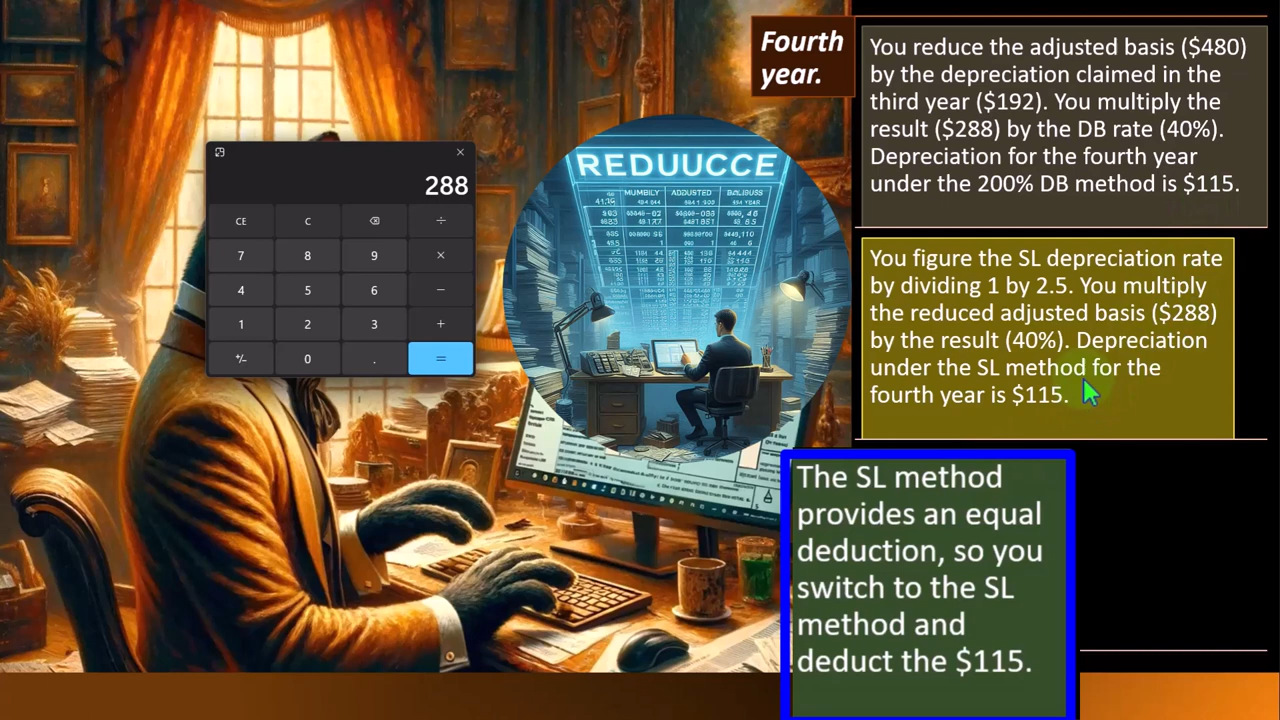 Fourth
year.
You reduce the adjusted basis ($480)
by the depreciation claimed in the
third year ($192). You multiply the
result ($288) by the DB rate (40%).
Depreciation for the fourth year
under the 200% DB method is $115.
288
CE C ⌫ ÷
7 8 9 ×
4 5 6 −
1 2 3 +
+/− 0 . =
REDUUCCE
MUMBILY ADJUSTED BALIBUSS
You figure the SL depreciation rate
by dividing 1 by 2.5. You multiply
the reduced adjusted basis ($288)
by the result (40%). Depreciation
under the SL method for the
fourth year is $115.
The SL method
provides an equal
deduction, so you
switch to the SL
method and
deduct the $115.